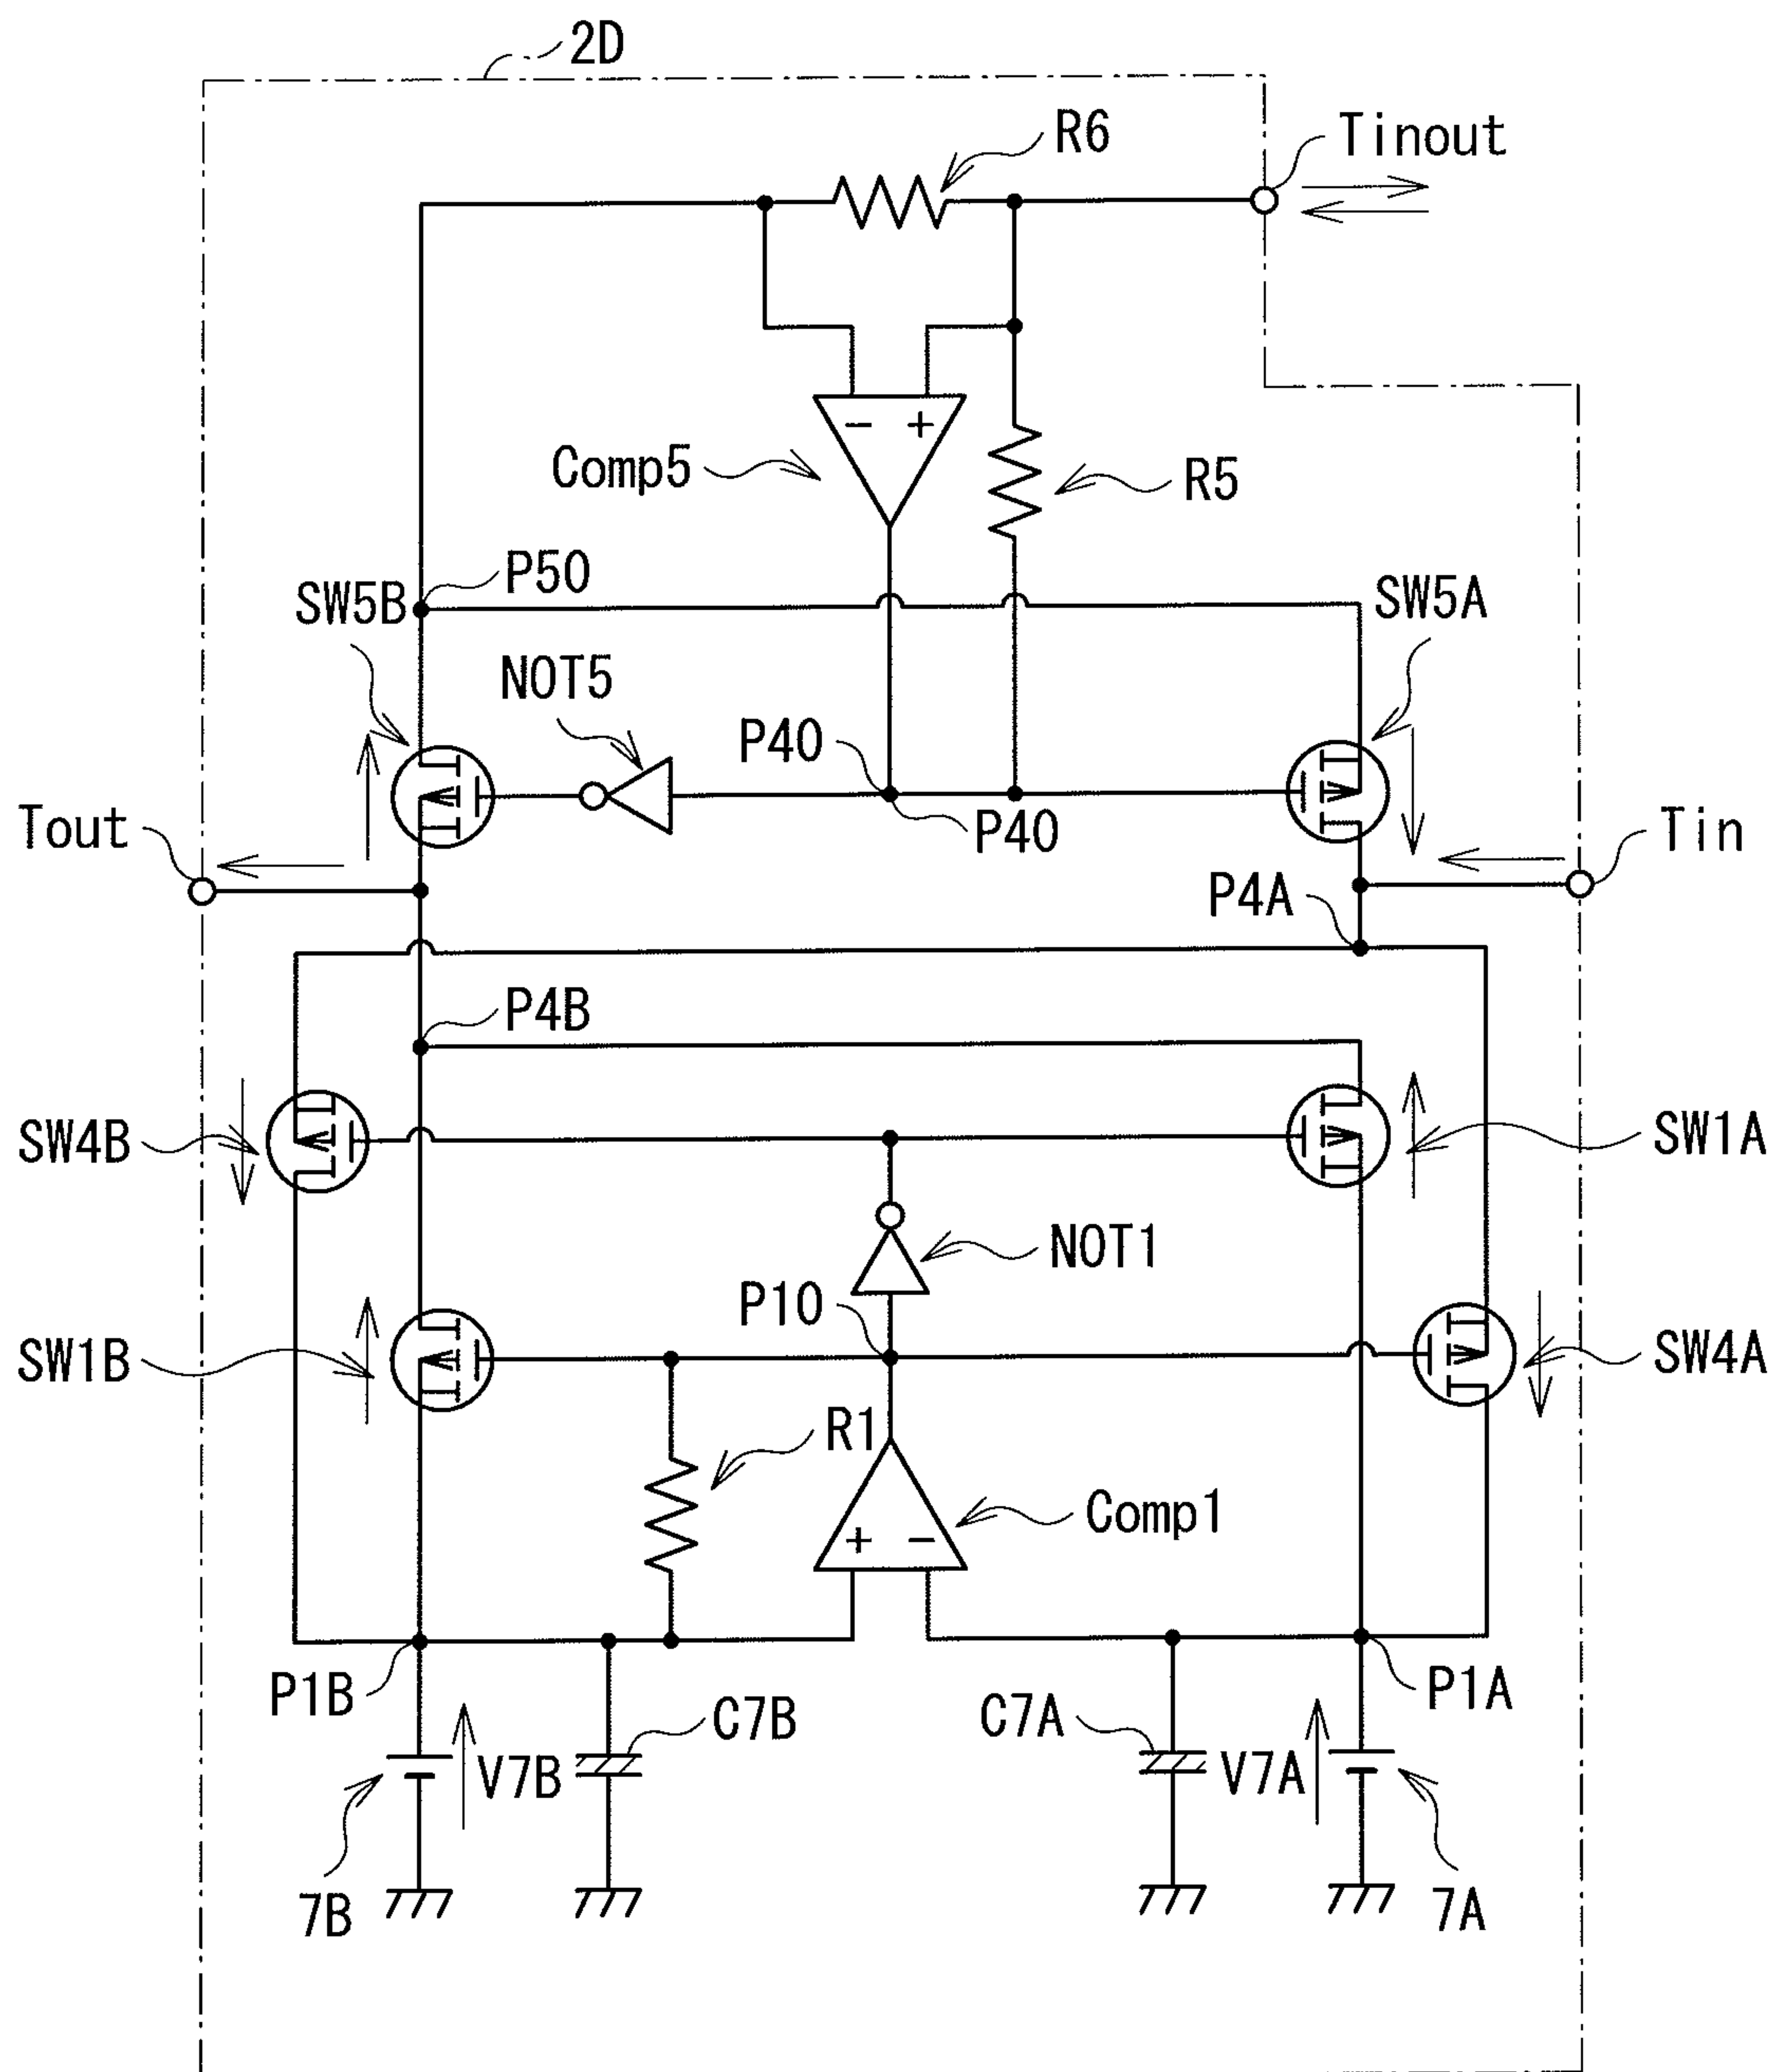 2D
R6
Tinout
Comp5
- +
R5
P50
SW5B
SW5A
NOT5
P40
P40
Tout
Tin
P4A
P4B
SW4B
SW1A
NOT1
P10
SW1B
SW4A
R1
Comp1
+ -
P1B
P1A
C7B
C7A
V7B
V7A
7B
7A